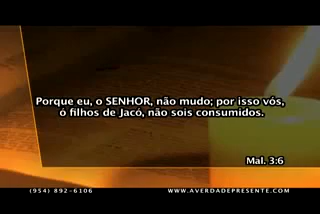 Porque eu, o SENHOR, não mudo; por isso vós,
ó filhos de Jacó, não sois consumidos.
Mal. 3:6
(954) 892-6106
WWW.AVERDADEPRESENTE.COM